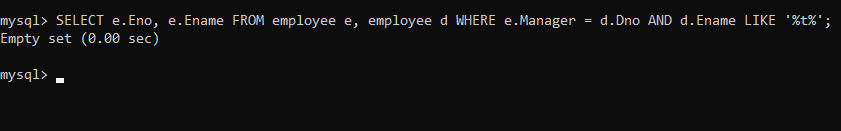 mysql> SELECT e.Eno, e.Ename FROM employee e, employee d WHERE e.Manager = d.Dno AND d.Ename LIKE '%t%';
Empty set (0.00 sec)
mysql>